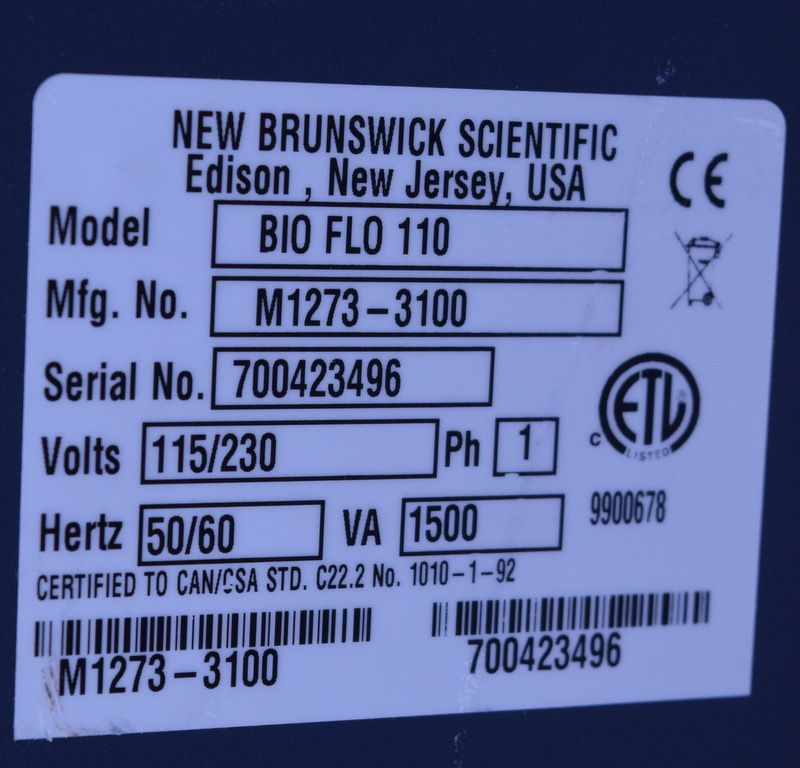 NEW BRUNSWICK SCIENTIFIC
Edison , New Jersey, USA
CE
Model BIO FLO 110
Mfg. No. M1273-3100
Serial No. 700423496
Volts 115/230 Ph 1
C ETL LISTED
Hertz 50/60 VA 1500
9900678
CERTIFIED TO CAN/CSA STD. C22.2 No. 1010-1-92
M1273-3100 700423496